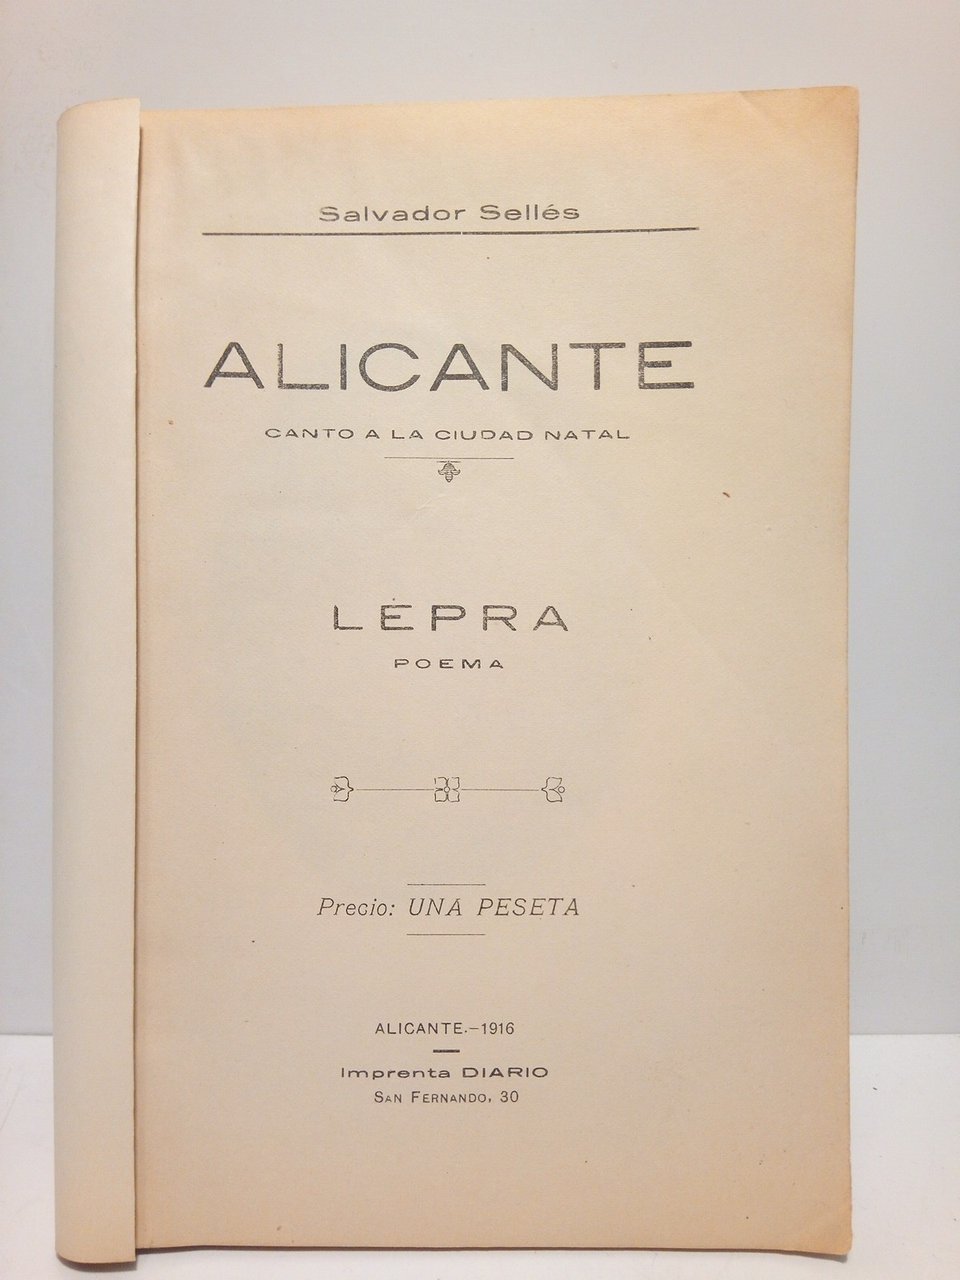 Salvador Sellés
ALICANTE
CANTO A LA CIUDAD NATAL
LEPRA
POEMA
Precio: UNA PESETA
ALICANTE.—1916
Imprenta DIARIO
SAN FERNANDO, 30